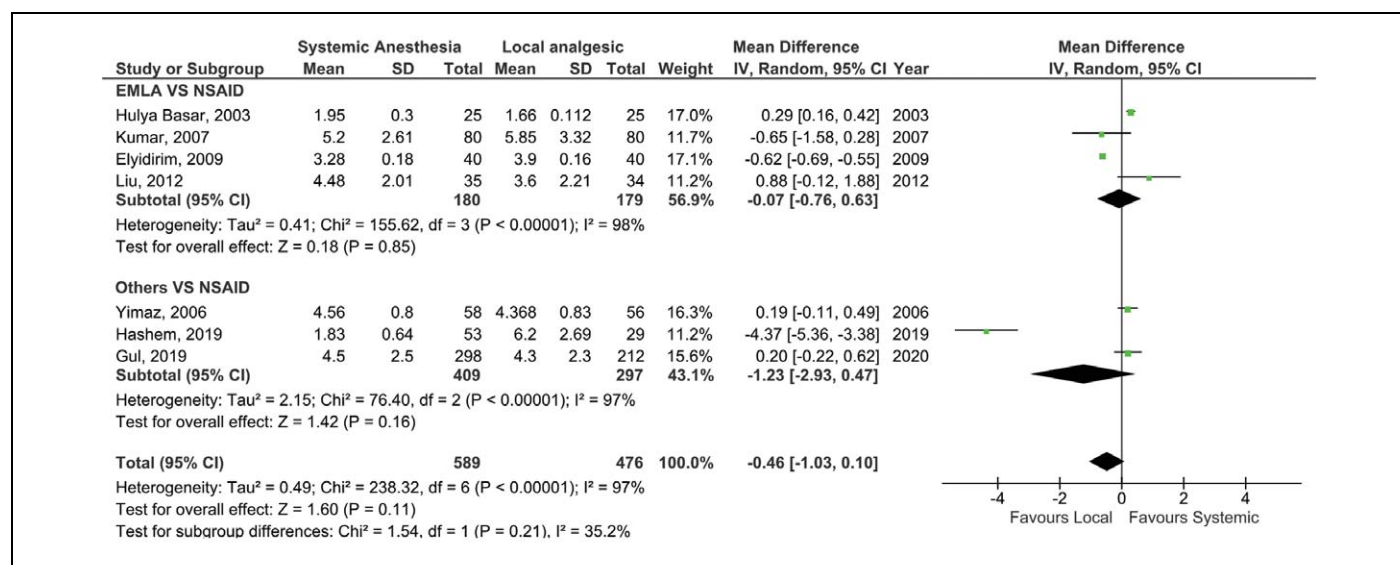 Systemic Anesthesia Local analgesic Mean Difference Mean Difference
Study or Subgroup Mean SD Total Mean SD Total Weight IV, Random, 95% CI Year IV, Random, 95% CI
EMLA VS NSAID
Hulya Basar, 2003 1.95 0.3 25 1.66 0.112 25 17.0% 0.29 [0.16, 0.42] 2003
Kumar, 2007 5.2 2.61 80 5.85 3.32 80 11.7% -0.65 [-1.58, 0.28] 2007
Elyidirim, 2009 3.28 0.18 40 3.9 0.16 40 17.1% -0.62 [-0.69, -0.55] 2009
Liu, 2012 4.48 2.01 35 3.6 2.21 34 11.2% 0.88 [-0.12, 1.88] 2012
Subtotal (95% CI) 180 179 56.9% -0.07 [-0.76, 0.63]
Heterogeneity: Tau² = 0.41; Chi² = 155.62, df = 3 (P < 0.00001); I² = 98%
Test for overall effect: Z = 0.18 (P = 0.85)
Others VS NSAID
Yimaz, 2006 4.56 0.8 58 4.368 0.83 56 16.3% 0.19 [-0.11, 0.49] 2006
Hashem, 2019 1.83 0.64 53 6.2 2.69 29 11.2% -4.37 [-5.36, -3.38] 2019
Gul, 2019 4.5 2.5 298 4.3 2.3 212 15.6% 0.20 [-0.22, 0.62] 2020
Subtotal (95% CI) 409 297 43.1% -1.23 [-2.93, 0.47]
Heterogeneity: Tau² = 2.15; Chi² = 76.40, df = 2 (P < 0.00001); I² = 97%
Test for overall effect: Z = 1.42 (P = 0.16)
Total (95% CI) 589 476 100.0% -0.46 [-1.03, 0.10]
Heterogeneity: Tau² = 0.49; Chi² = 238.32, df = 6 (P < 0.00001); I² = 97%
Test for overall effect: Z = 1.60 (P = 0.11)
Test for subgroup differences: Chi² = 1.54, df = 1 (P = 0.21), I² = 35.2%
-4 -2 0 2 4
Favours Local Favours Systemic